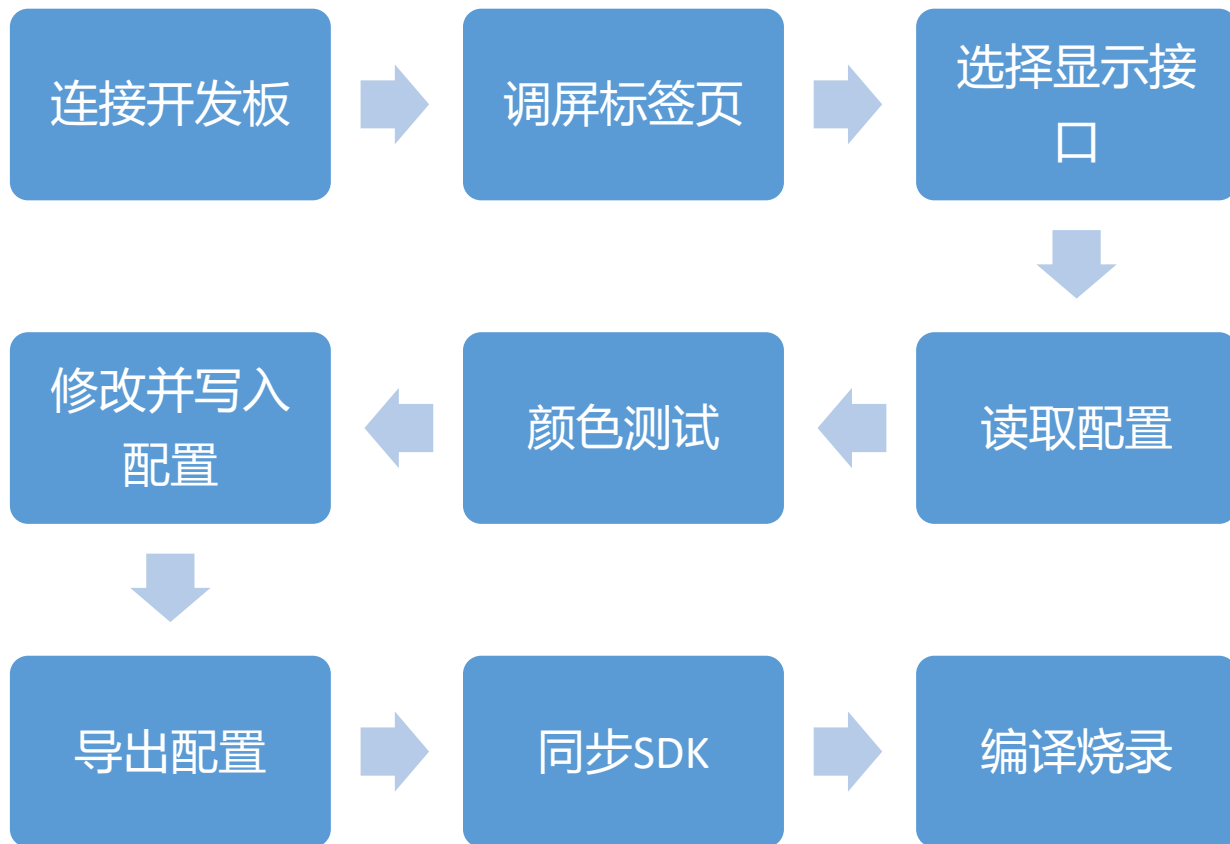 连接开发板
调屏标签页
选择显示接
口
读取配置
颜色测试
修改并写入
配置
导出配置
同步SDK
编译烧录